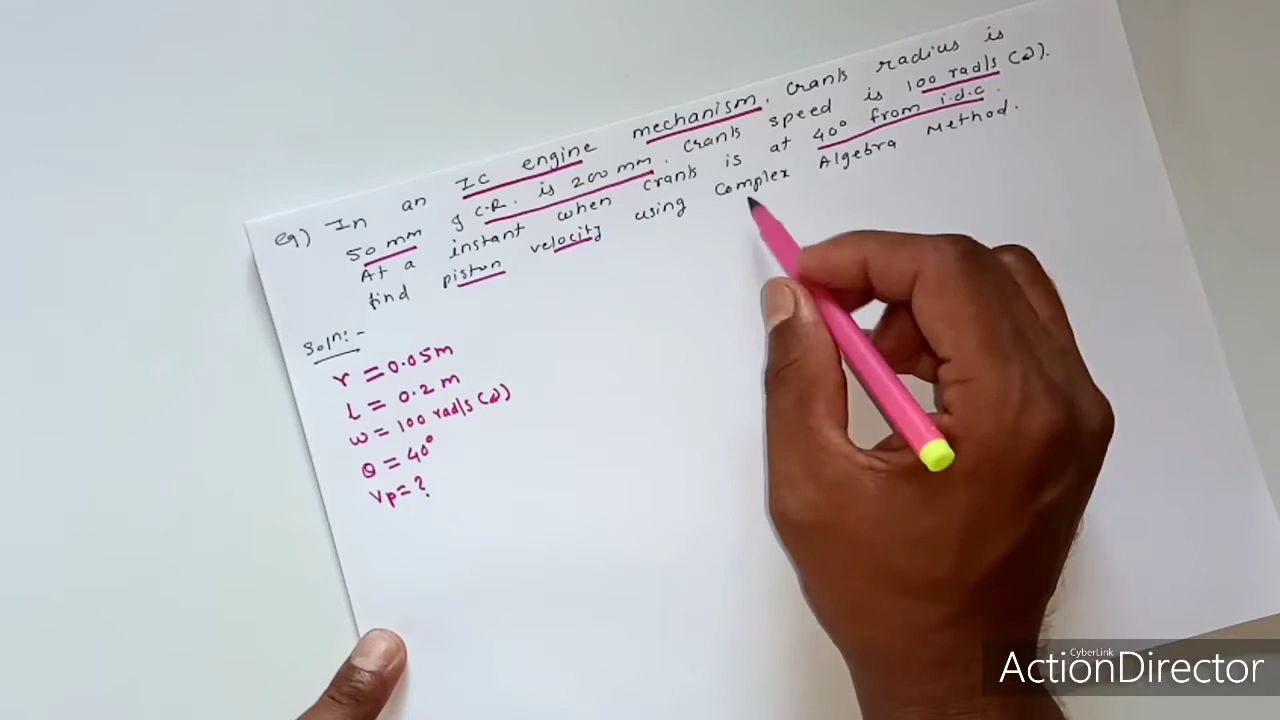 eg) In an IC engine mechanism. Crank radius is
50 mm & C.R. is 200 mm. Crank speed is 100 rad/s (↻).
At a instant when crank is at 40° from i.d.c.
find piston velocity using Complex Algebra Method.
Soln:-
r = 0.05m
l = 0.2 m
w = 100 rad/s (↻)
θ = 40°
Vp = ?
CyberLink
ActionDirector